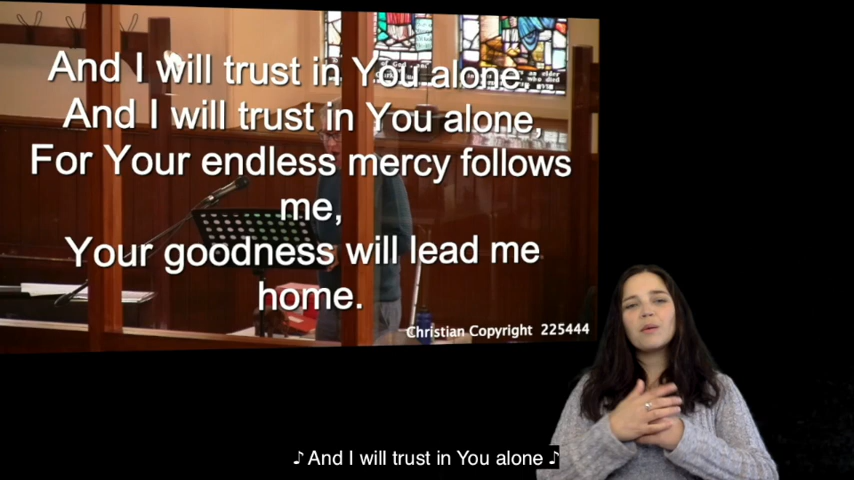 And I will trust in You alone
And I will trust in You alone,
For Your endless mercy follows
me,
Your goodness will lead me
home.
Christian Copyright 225444
♪ And I will trust in You alone ♪